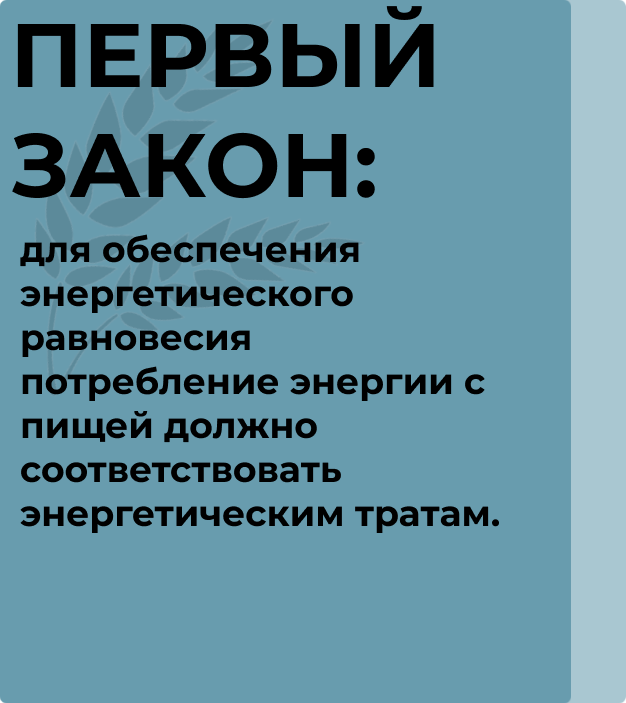 ПЕРВЫЙ
ЗАКОН:
для обеспечения
энергетического
равновесия
потребление энергии с
пищей должно
соответствовать
энергетическим тратам.